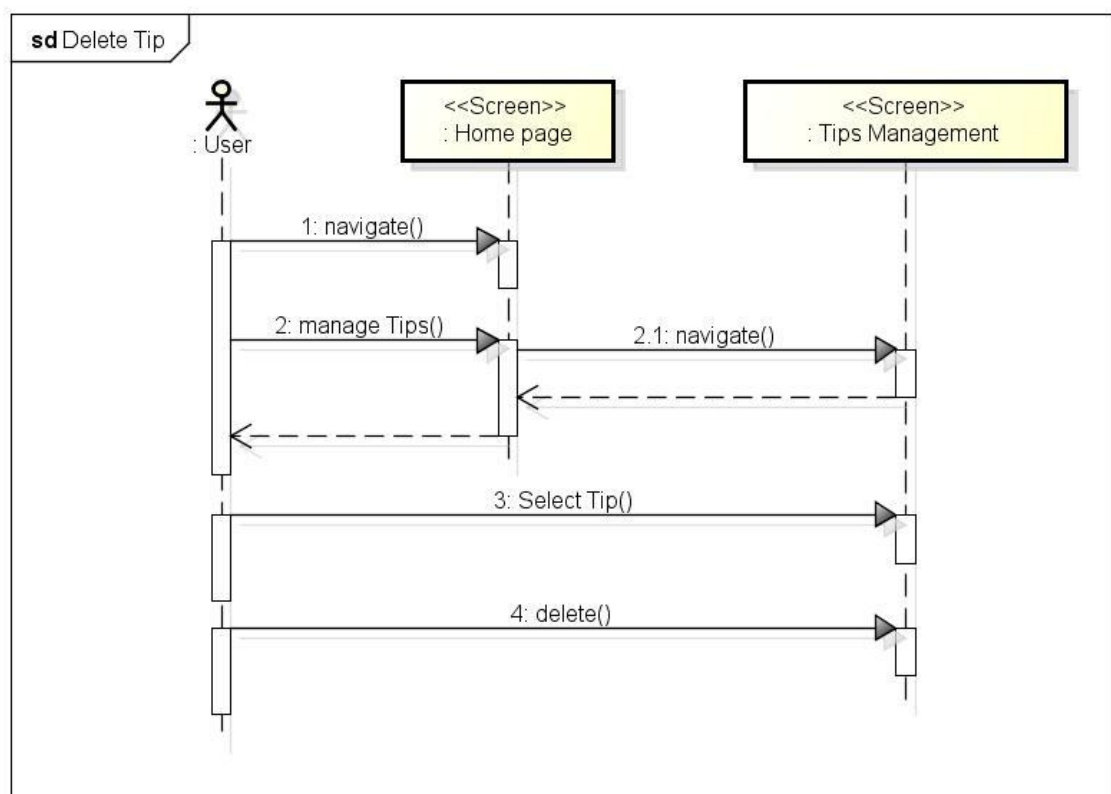 sd Delete Tip
: User
<<Screen>>
: Home page
<<Screen>>
: Tips Management
1: navigate()
2: manage Tips()
2.1: navigate()
3: Select Tip()
4: delete()